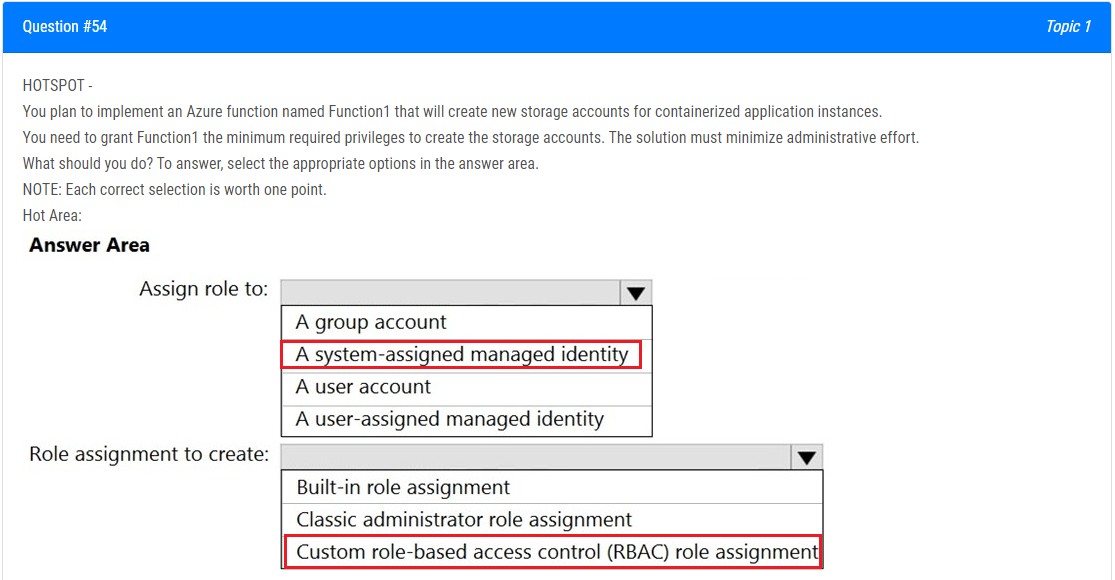 Question #54
Topic 1
HOTSPOT -
You plan to implement an Azure function named Function1 that will create new storage accounts for containerized application instances.
You need to grant Function1 the minimum required privileges to create the storage accounts. The solution must minimize administrative effort.
What should you do? To answer, select the appropriate options in the answer area.
NOTE: Each correct selection is worth one point.
Hot Area:
Answer Area
Assign role to:
A group account
A system-assigned managed identity
A user account
A user-assigned managed identity
Role assignment to create:
Built-in role assignment
Classic administrator role assignment
Custom role-based access control (RBAC) role assignment